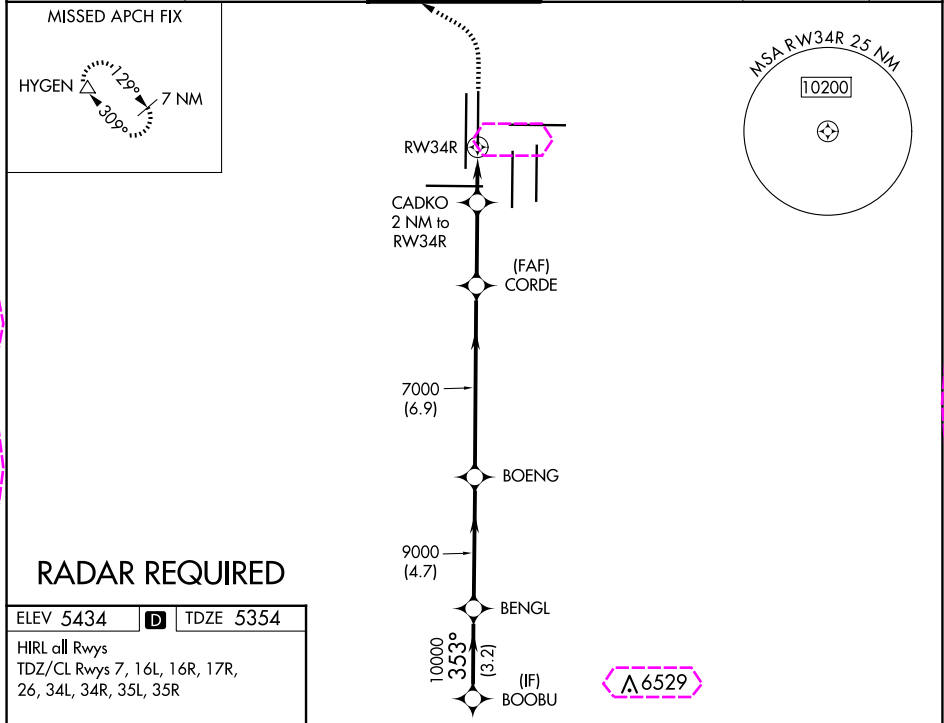 MISSED APCH FIX
HYGEN
129°
309°
7 NM
MSA RW34R 25 NM
10200
RW34R
CADKO
2 NM to
RW34R
(FAF)
CORDE
7000
(6.9)
BOENG
9000
(4.7)
BENGL
10000
353°
(3.2)
(IF)
BOOBU
6529
RADAR REQUIRED
ELEV 5434 D TDZE 5354
HIRL all Rwys
TDZ/CL Rwys 7, 16L, 16R, 17R,
26, 34L, 34R, 35L, 35R